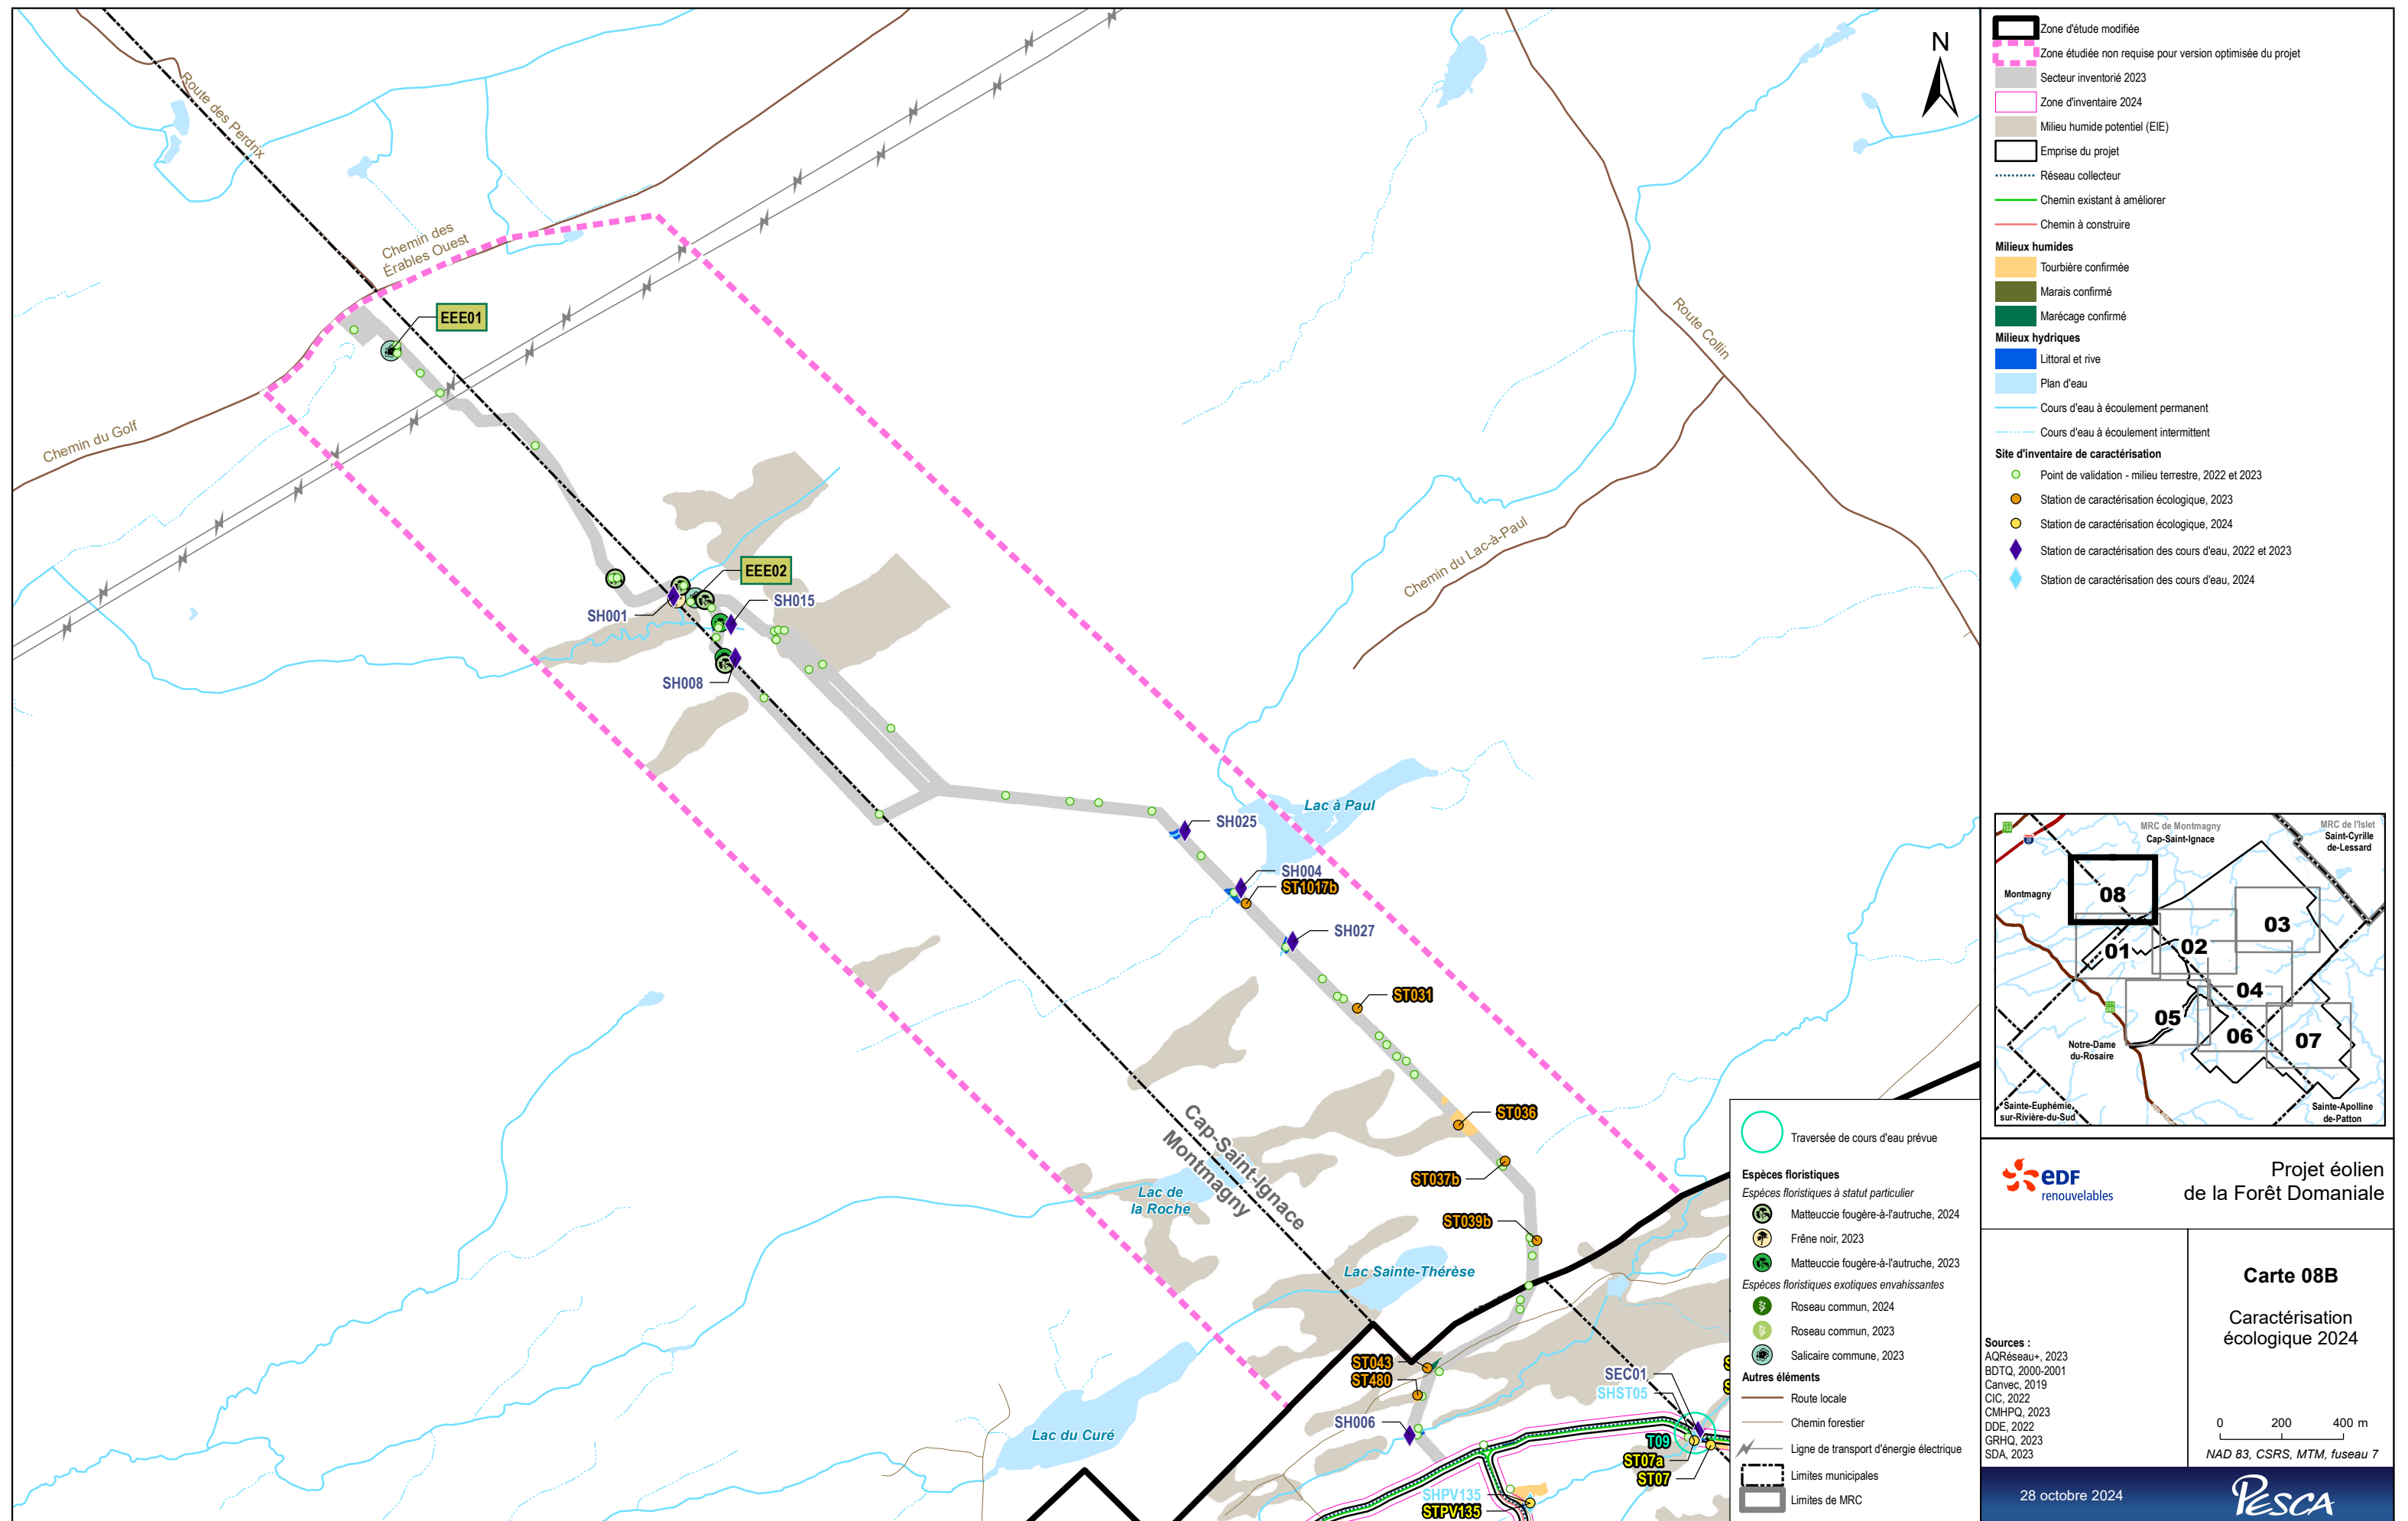 Route des Perdrix
Chemin des
Érables Ouest
EEE01
Chemin du Golf
Route Collin
Chemin du Lac-à-Paul
EEE02
SH015
SH001
SH008
Lac à Paul
SH025
SH004
ST1017b
SH027
ST031
ST036
ST037b
ST039b
Cap-Saint-Ignace
Montmagny
Lac de
la Roche
Lac Sainte-Thérèse
Lac du Curé
ST043
ST480
SH006
SEC01
SHST05
T09
ST07a
ST07
SHPV135
STPV135
N
Zone d'étude modifiée
Zone étudiée non requise pour version optimisée du projet
Secteur inventorié 2023
Zone d'inventaire 2024
Milieu humide potentiel (EIE)
Emprise du projet
Réseau collecteur
Chemin existant à améliorer
Chemin à construire
Milieux humides
Tourbière confirmée
Marais confirmé
Marécage confirmé
Milieux hydriques
Littoral et rive
Plan d'eau
Cours d'eau à écoulement permanent
Cours d'eau à écoulement intermittent
Site d'inventaire de caractérisation
Point de validation - milieu terrestre, 2022 et 2023
Station de caractérisation écologique, 2023
Station de caractérisation écologique, 2024
Station de caractérisation des cours d'eau, 2022 et 2023
Station de caractérisation des cours d'eau, 2024
Traversée de cours d'eau prévue
Espèces floristiques
Espèces floristiques à statut particulier
Matteuccie fougère-à-l'autruche, 2024
Frêne noir, 2023
Matteuccie fougère-à-l'autruche, 2023
Espèces floristiques exotiques envahissantes
Roseau commun, 2024
Roseau commun, 2023
Salicaire commune, 2023
Autres éléments
Route locale
Chemin forestier
Ligne de transport d'énergie électrique
Limites municipales
Limites de MRC
MRC de Montmagny
Cap-Saint-Ignace
MRC de l'Islet
Saint-Cyrille
de-Lessard
Montmagny
08
03
01
02
04
05
06
07
Notre-Dame
du-Rosaire
Sainte-Euphémie
sur-Rivière-du-Sud
Sainte-Apolline
de-Patton
eDF
renouvelables
Projet éolien
de la Forêt Domaniale
Carte 08B
Caractérisation
écologique 2024
Sources :
AQRéseau+, 2023
BDTQ, 2000-2001
Canvec, 2019
CIC, 2022
CMHPQ, 2023
DDE, 2022
GRHQ, 2023
SDA, 2023
0 200 400 m
NAD 83, CSRS, MTM, fuseau 7
28 octobre 2024
PESCA